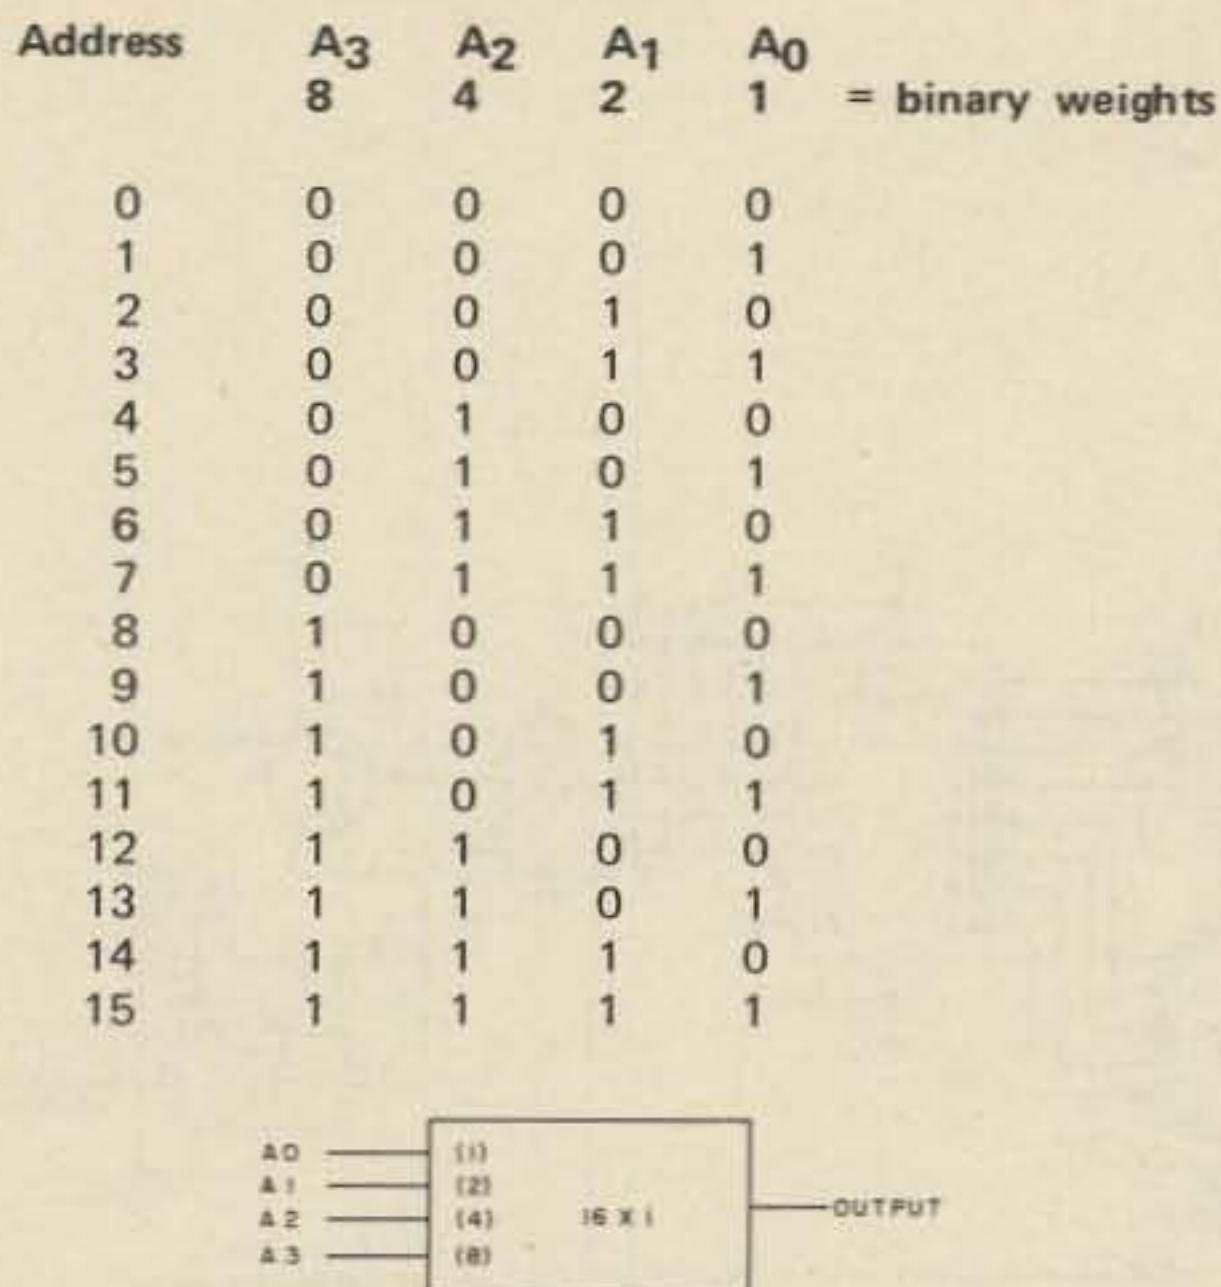 Address A3 A2 A1 A0
8 4 2 1 = binary weights
0 0 0 0 0
1 0 0 0 1
2 0 0 1 0
3 0 0 1 1
4 0 1 0 0
5 0 1 0 1
6 0 1 1 0
7 0 1 1 1
8 1 0 0 0
9 1 0 0 1
10 1 0 1 0
11 1 0 1 1
12 1 1 0 0
13 1 1 0 1
14 1 1 1 0
15 1 1 1 1
A0 (1)
A1 (2)
A2 (4) 16 X 1 OUTPUT
A3 (8)